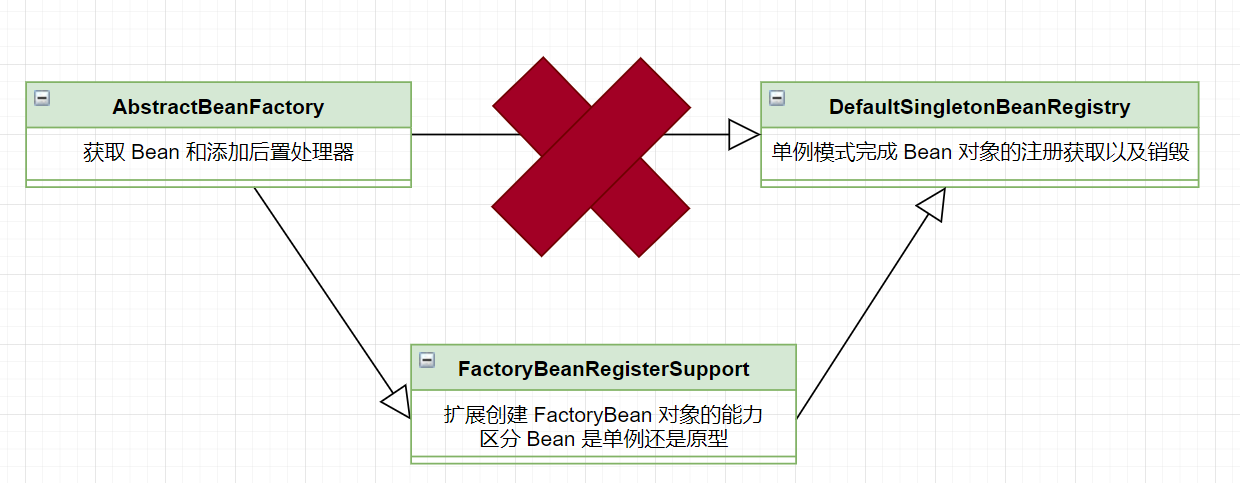 AbstractBeanFactory
获取 Bean 和添加后置处理器
DefaultSingletonBeanRegistry
单例模式完成 Bean 对象的注册获取以及销毁
FactoryBeanRegisterSupport
扩展创建 FactoryBean 对象的能力
区分 Bean 是单例还是原型